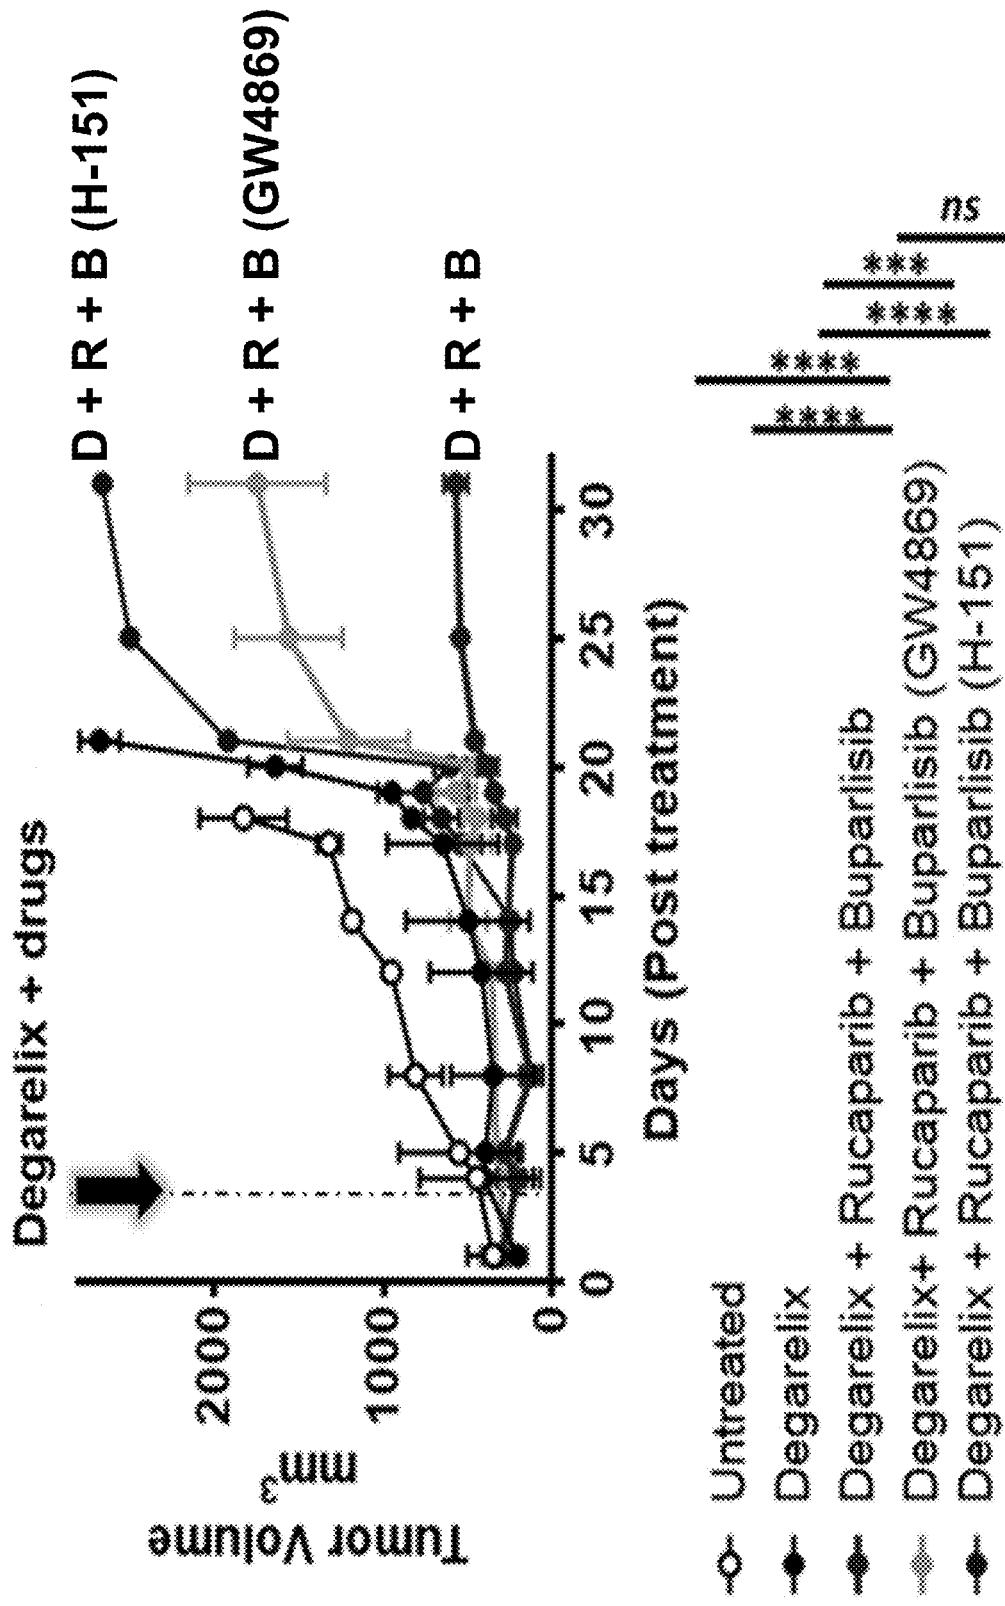 Degarelix + drugs
D + R + B (H-151)
D + R + B (GW4869)
D + R + B
Tumor Volume
mm³
2000
1000
0
0 5 10 15 20 25 30
Days (Post treatment)
Untreated
Degarelix
Degarelix + Rucaparib + Buparlisib
Degarelix+ Rucaparib + Buparlisib (GW4869)
Degarelix + Rucaparib + Buparlisib (H-151)
****
****
****
***
ns